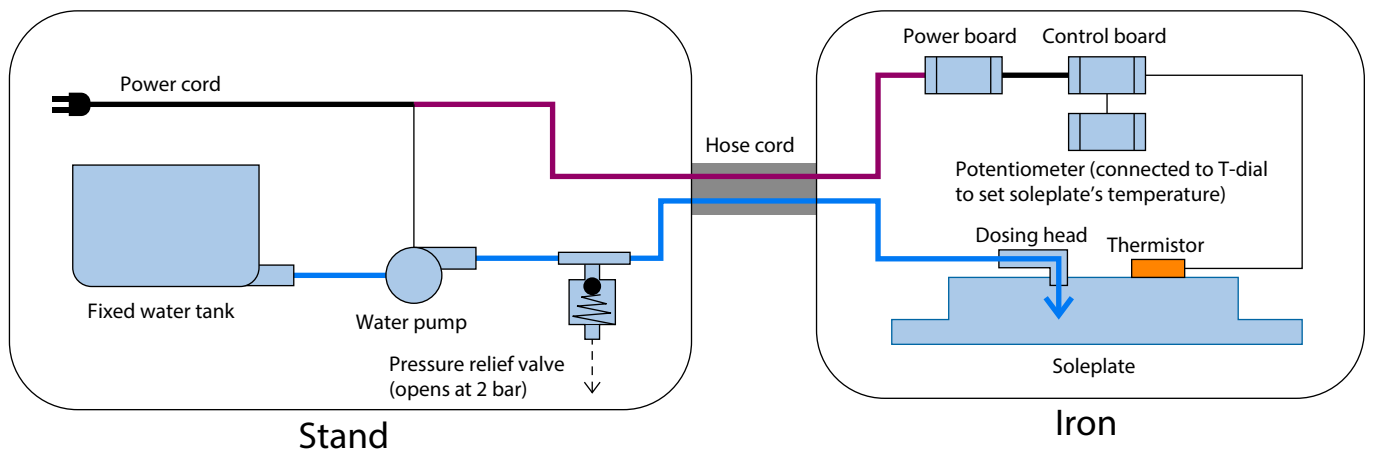 Power cord
Fixed water tank
Water pump
Pressure relief valve
(opens at 2 bar)
Stand
Hose cord
Power board
Control board
Potentiometer (connected to T-dial
to set soleplate's temperature)
Dosing head
Thermistor
Soleplate
Iron